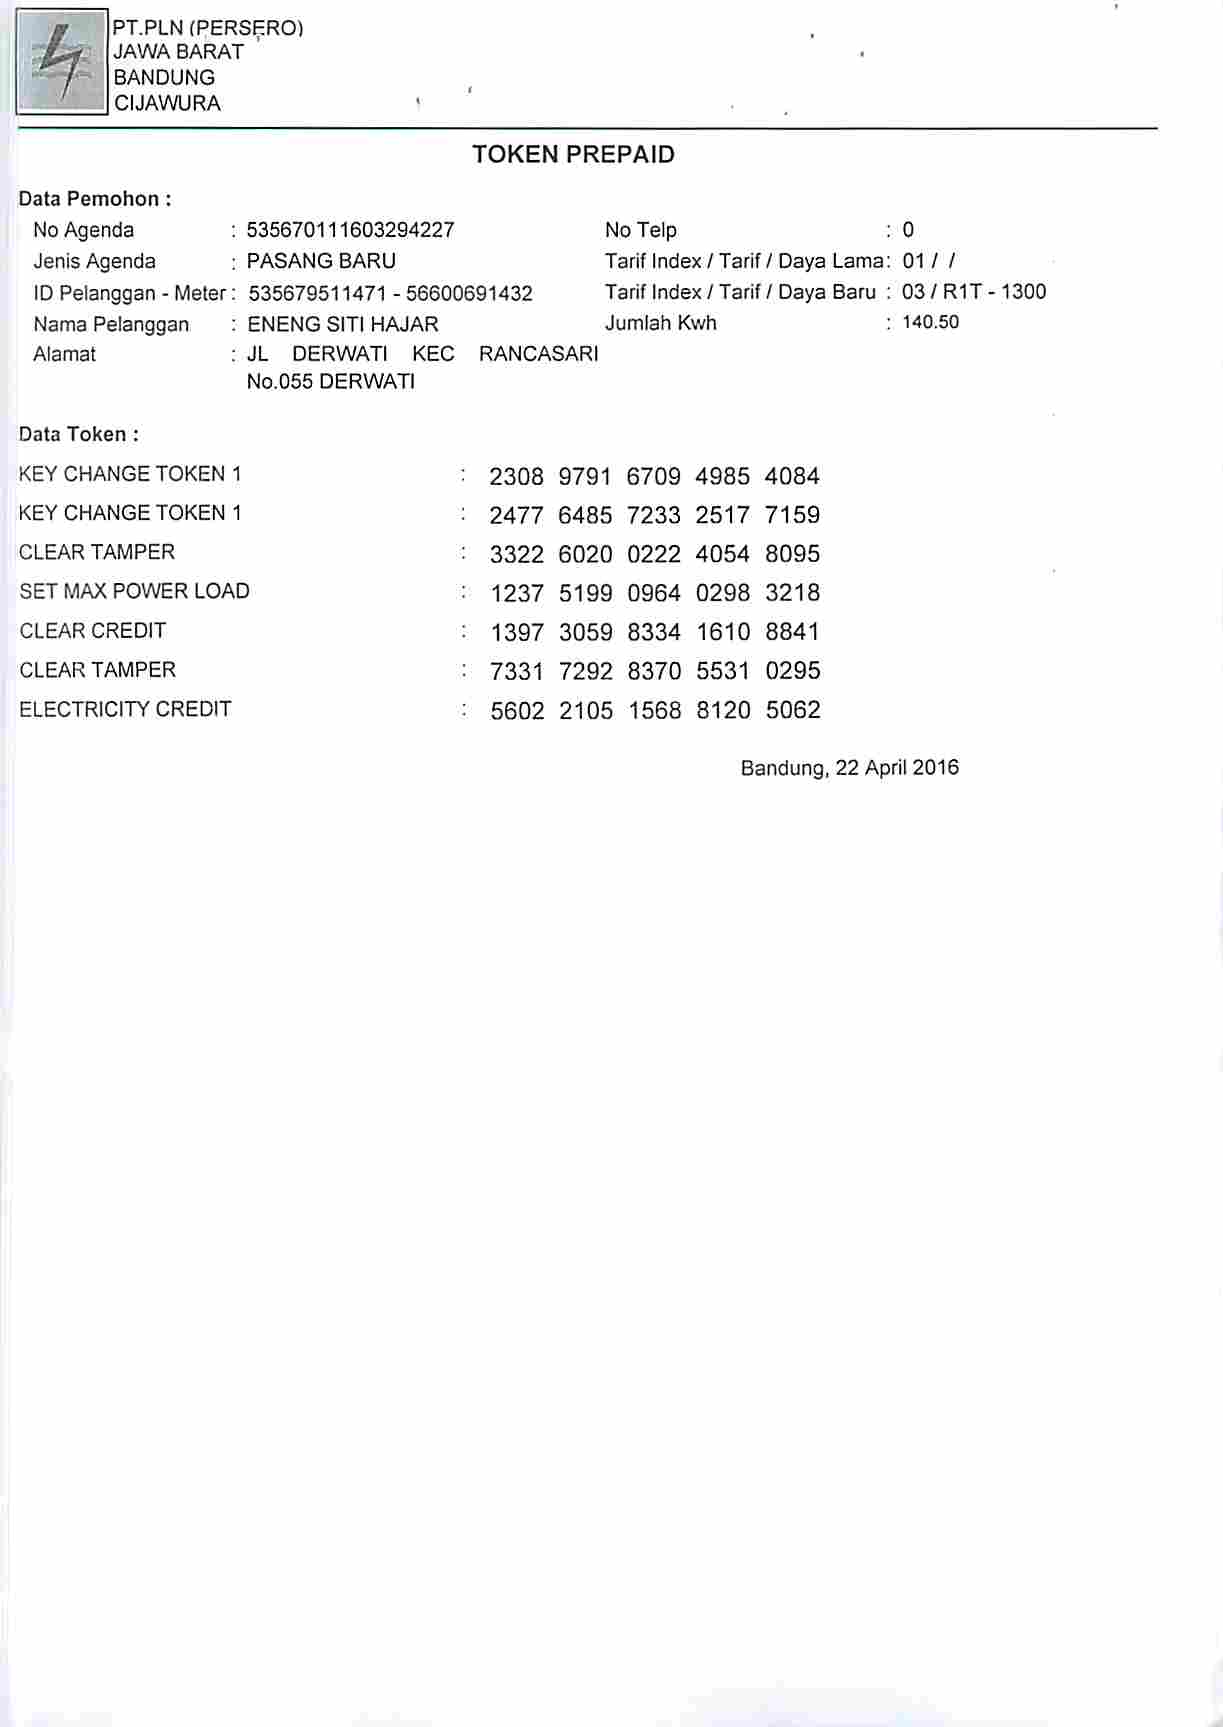 PT.PLN (PERSERO)
JAWA BARAT
BANDUNG
CIJAWURA
TOKEN PREPAID
Data Pemohon :
No Agenda : 535670111603294227 No Telp : 0
Jenis Agenda : PASANG BARU Tarif Index / Tarif / Daya Lama : 01 / /
ID Pelanggan - Meter : 535679511471 - 56600691432 Tarif Index / Tarif / Daya Baru : 03 / R1T - 1300
Nama Pelanggan : ENENG SITI HAJAR Jumlah Kwh : 140.50
Alamat : JL DERWATI KEC RANCASARI
No.055 DERWATI
Data Token :
KEY CHANGE TOKEN 1 : 2308 9791 6709 4985 4084
KEY CHANGE TOKEN 1 : 2477 6485 7233 2517 7159
CLEAR TAMPER : 3322 6020 0222 4054 8095
SET MAX POWER LOAD : 1237 5199 0964 0298 3218
CLEAR CREDIT : 1397 3059 8334 1610 8841
CLEAR TAMPER : 7331 7292 8370 5531 0295
ELECTRICITY CREDIT : 5602 2105 1568 8120 5062
Bandung, 22 April 2016